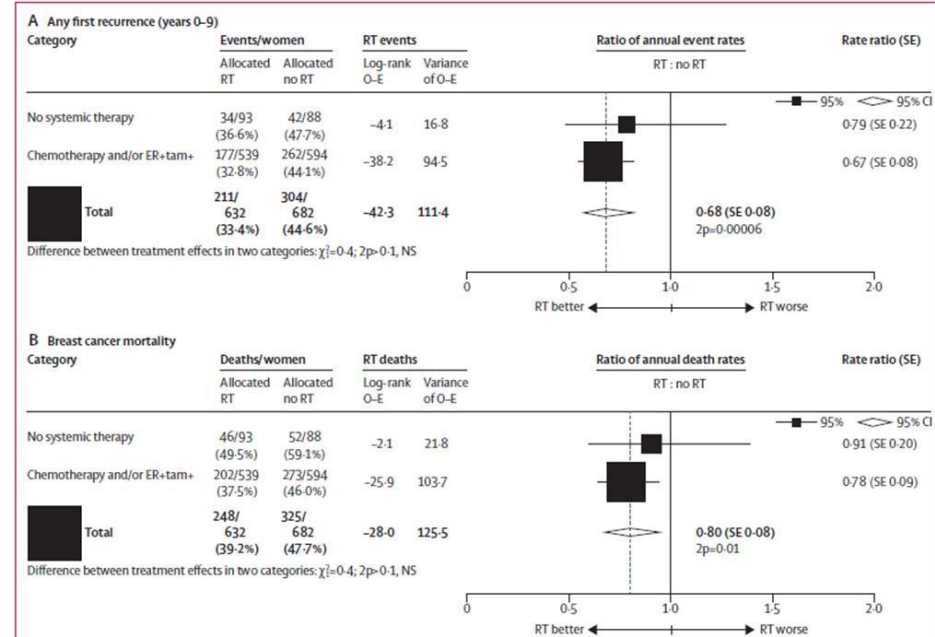 A Any first recurrence (years 0–9)
Category Events/women RT events Ratio of annual event rates Rate ratio (SE)
Allocated RT Allocated no RT Log-rank O–E Variance of O–E RT : no RT
95% 95% CI
No systemic therapy 34/93 (36·6%) 42/88 (47·7%) –4·1 16·8 0·79 (SE 0·22)
Chemotherapy and/or ER+tam+ 177/539 (32·8%) 262/594 (44·1%) –38·2 94·5 0·67 (SE 0·08)
Total 211/632 (33·4%) 304/682 (44·6%) –42·3 111·4 0·68 (SE 0·08)
2p=0·00006
Difference between treatment effects in two categories: χ²₁=0·4; 2p>0·1, NS
0 0·5 1·0 1·5 2·0
RT better RT worse
B Breast cancer mortality
Category Deaths/women RT deaths Ratio of annual death rates Rate ratio (SE)
Allocated RT Allocated no RT Log-rank O–E Variance of O–E RT : no RT
95% 95% CI
No systemic therapy 46/93 (49·5%) 52/88 (59·1%) –2·1 21·8 0·91 (SE 0·20)
Chemotherapy and/or ER+tam+ 202/539 (37·5%) 273/594 (46·0%) –25·9 103·7 0·78 (SE 0·09)
Total 248/632 (39·2%) 325/682 (47·7%) –28·0 125·5 0·80 (SE 0·08)
2p=0·01
Difference between treatment effects in two categories: χ²₁=0·4; 2p>0·1, NS
0 0·5 1·0 1·5 2·0
RT better RT worse